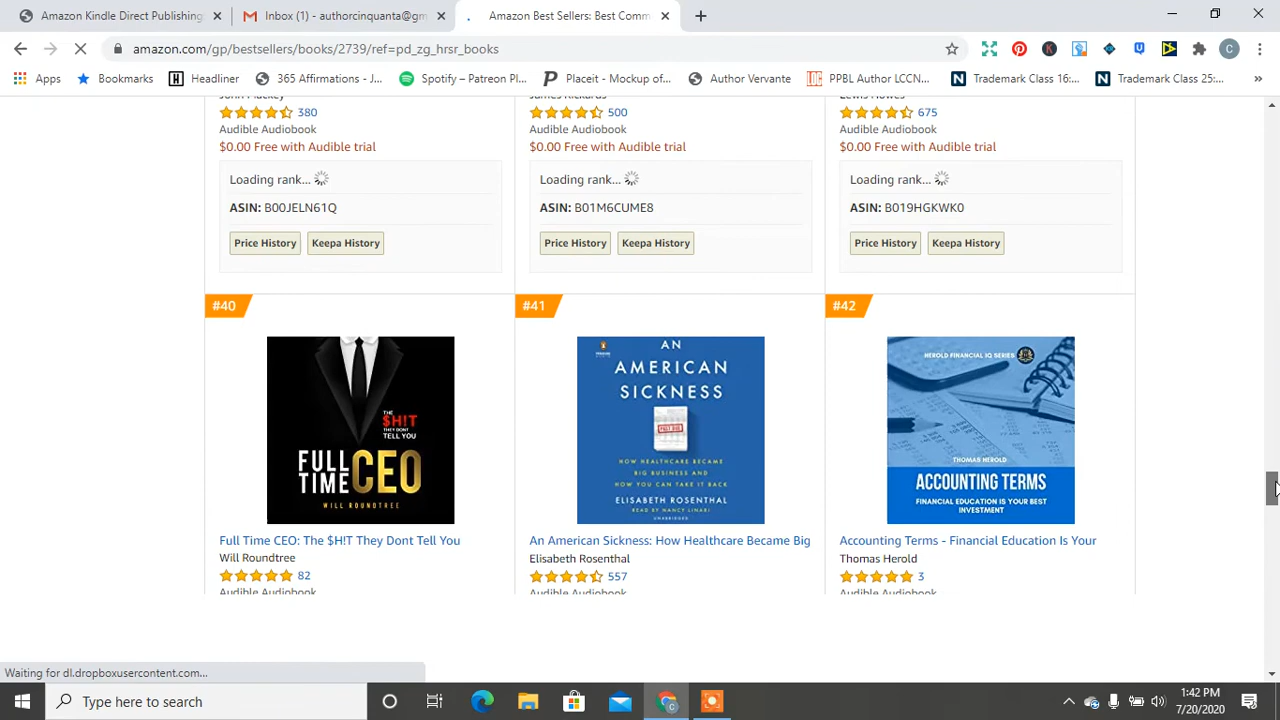 Amazon Kindle Direct Publishing
Inbox (1) - authorcinquanta@gm
Amazon Best Sellers: Best Comm
amazon.com/gp/bestsellers/books/2739/ref=pd_zg_hrsr_books
Apps
Bookmarks
Headliner
365 Affirmations - J...
Spotify – Patreon Pl...
Placeit - Mockup of...
Author Vervante
PPBL Author LCCN...
Trademark Class 16:...
Trademark Class 25:...
»
John Mackey
James Rickards
Lewis Howes
380
500
675
Audible Audiobook
Audible Audiobook
Audible Audiobook
$0.00 Free with Audible trial
$0.00 Free with Audible trial
$0.00 Free with Audible trial
Loading rank...
Loading rank...
Loading rank...
ASIN: B00JELN61Q
ASIN: B01M6CUME8
ASIN: B019HGKWK0
Price History
Keepa History
Price History
Keepa History
Price History
Keepa History
#40
#41
#42
THE
$H!T
THEY DONT
TELL YOU
FULL
TIME CEO
WILL ROUNDTREE
AN
AMERICAN
SICKNESS
HOW HEALTHCARE BECAME
BIG BUSINESS AND
HOW YOU CAN TAKE IT BACK
ELISABETH ROSENTHAL
READ BY NANCY LINARI
UNABRIDGED
HEROLD FINANCIAL IQ SERIES
THOMAS HEROLD
ACCOUNTING TERMS
FINANCIAL EDUCATION IS YOUR BEST
INVESTMENT
Full Time CEO: The $H!T They Dont Tell You
An American Sickness: How Healthcare Became Big
Accounting Terms - Financial Education Is Your
Will Roundtree
Elisabeth Rosenthal
Thomas Herold
82
557
3
Audible Audiobook
Audible Audiobook
Audible Audiobook
Waiting for dl.dropboxusercontent.com...
Type here to search
1:42 PM
7/20/2020